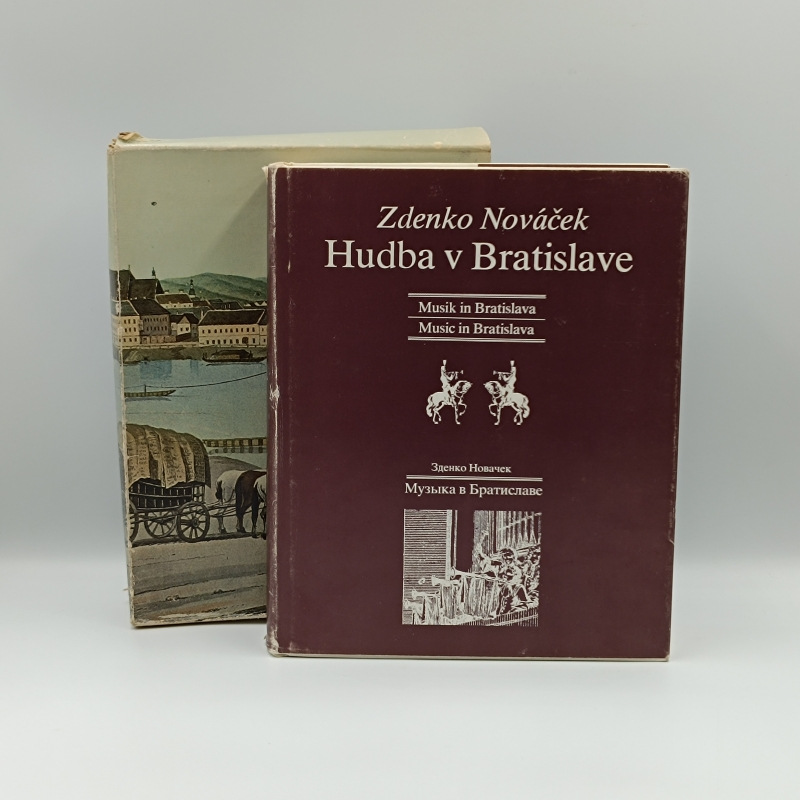 Zdenko Nováček
Hudba v Bratislave
Musik in Bratislava
Music in Bratislava
Зденко Новачек
Музыка в Братиславе